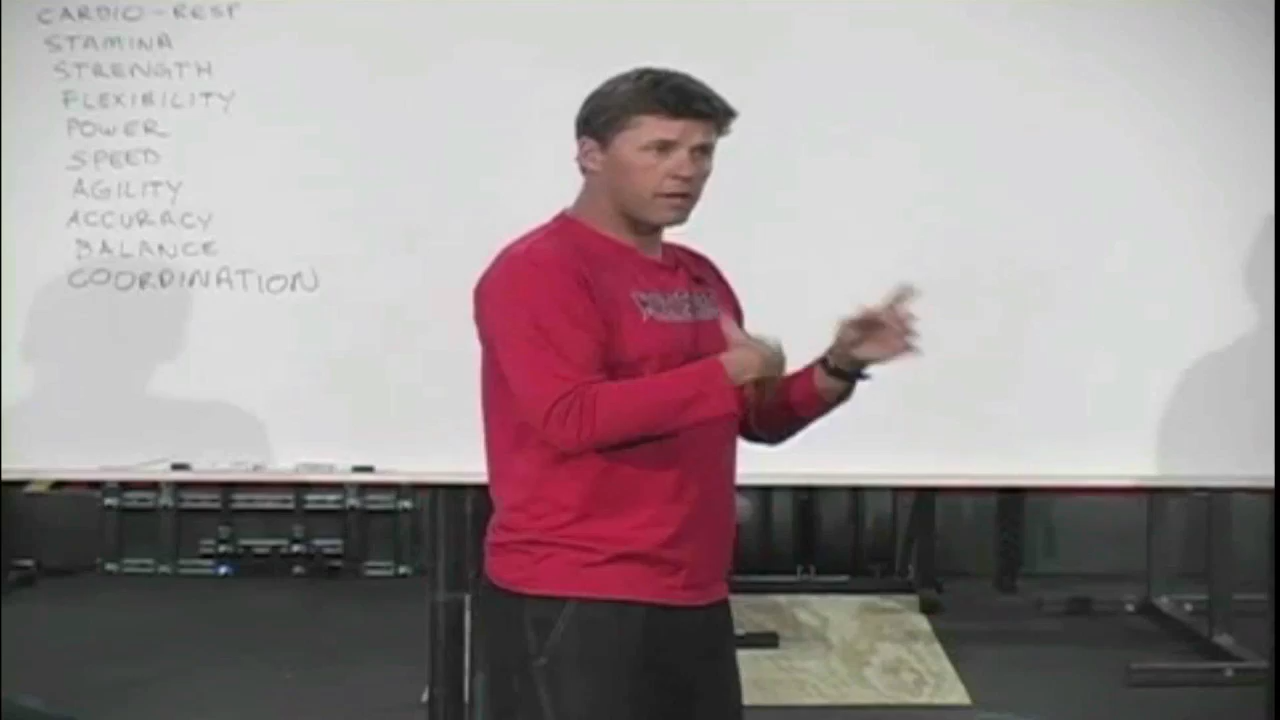 CARDIO-RESP
STAMINA
STRENGTH
FLEXIBILITY
POWER
SPEED
AGILITY
ACCURACY
BALANCE
COORDINATION